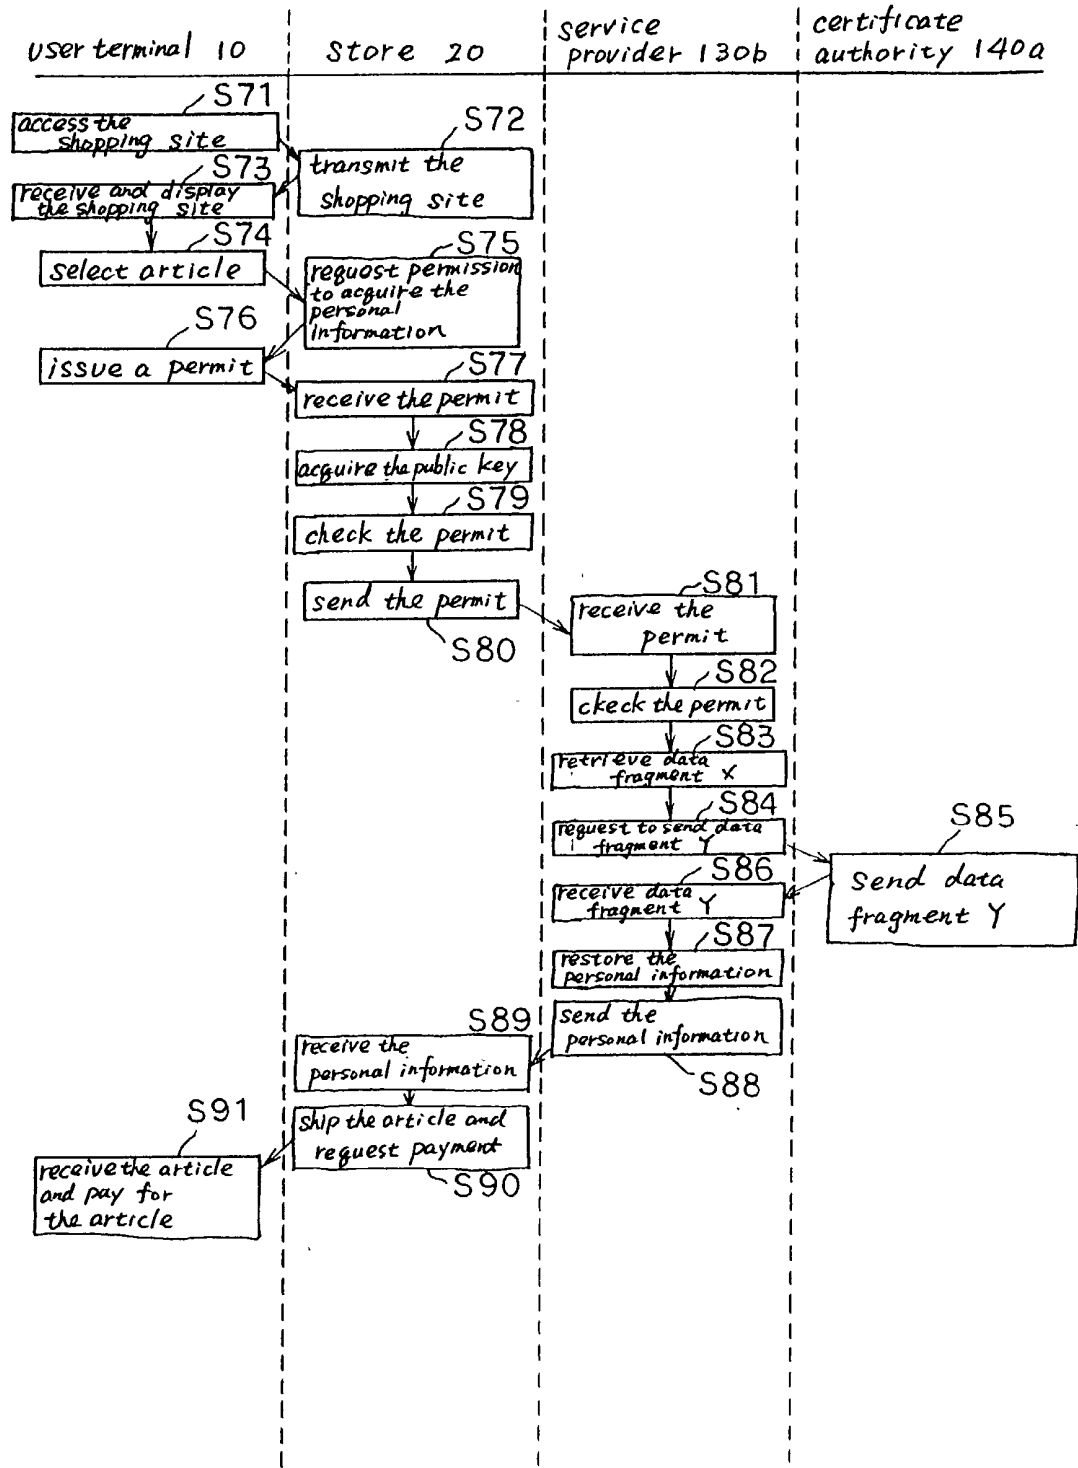 user terminal 10
store 20
service
provider 130b
certificate
authority 140a
S71
access the
shopping site
S72
transmit the
shopping site
S73
receive and display
the shopping site
S74
select article
S75
requost permission
to acquire the
personal
information
S76
issue a permit
S77
receive the permit
S78
acquire the public key
S79
check the permit
send the permit
S80
S81
receive the
permit
S82
ckeck the permit
S83
retrieve data
fragment X
S84
request to send data
fragment Y
S85
send data
fragment Y
S86
receive data
fragment Y
S87
restore the
personal information
send the
personal information
S88
S89
receive the
personal information
ship the article and
request payment
S90
S91
receive the article
and pay for
the article